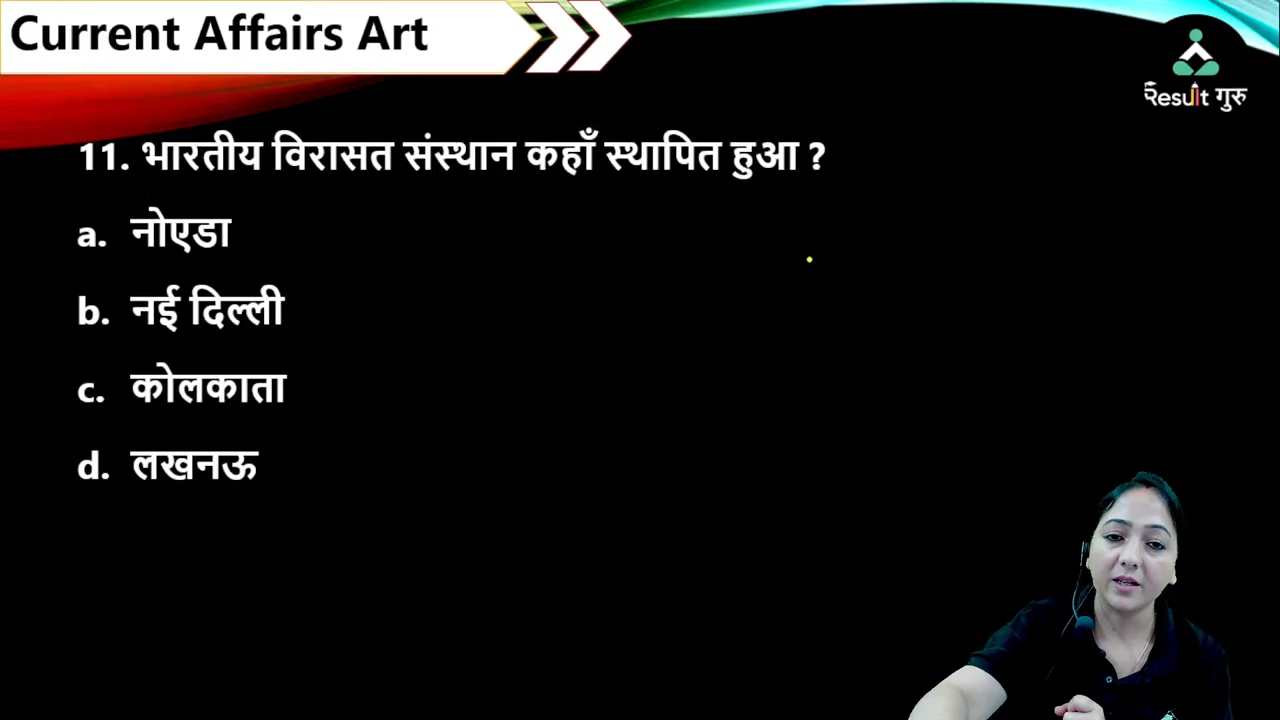 Current Affairs Art
Result गुरु
11. भारतीय विरासत संस्थान कहाँ स्थापित हुआ ?
a. नोएडा
b. नई दिल्ली
c. कोलकाता
d. लखनऊ